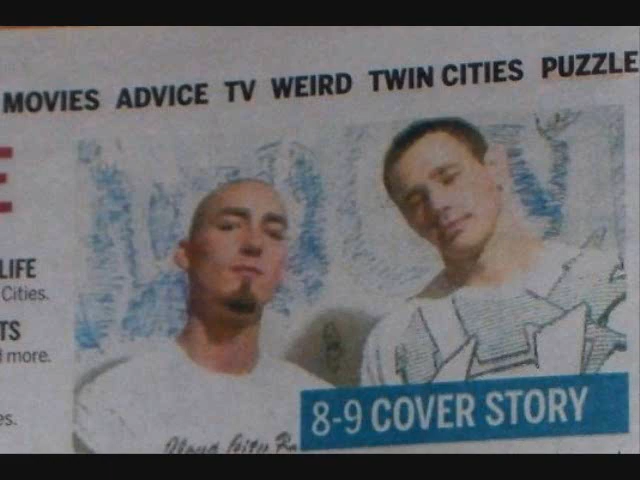 MOVIES ADVICE TV WEIRD TWIN CITIES PUZZLE
E
LIFE
Cities.
TS
d more.
es.
8-9 COVER STORY